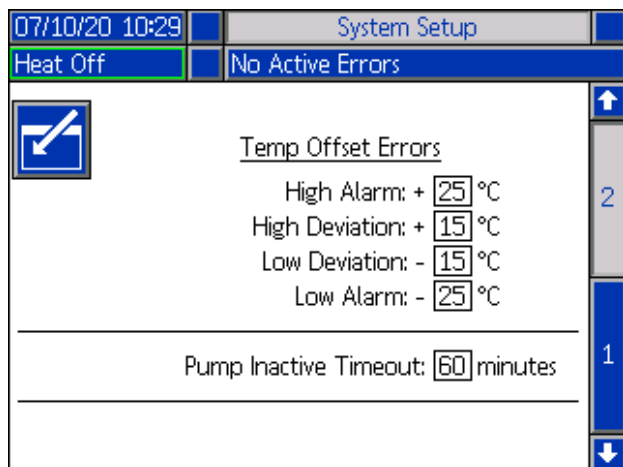 07/10/20 10:29 System Setup
Heat Off No Active Errors
Temp Offset Errors
High Alarm: + 25 °C
High Deviation: + 15 °C
Low Deviation: - 15 °C
Low Alarm: - 25 °C
Pump Inactive Timeout: 60 minutes
2
1